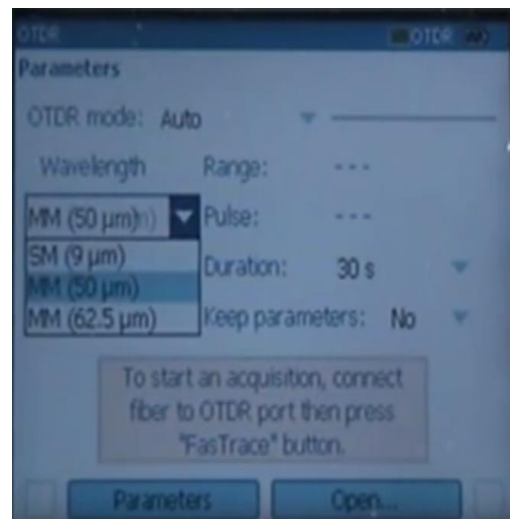 OTDR OTDR
Parameters
OTDR mode: Auto
Wavelength Range: ---
MM (50 µm) Pulse: ---
SM (9 µm)
MM (50 µm) Duration: 30 s
MM (62.5 µm) Keep parameters: No
To start an acquisition, connect
fiber to OTDR port then press
"FasTrace" button.
Parameters Open...